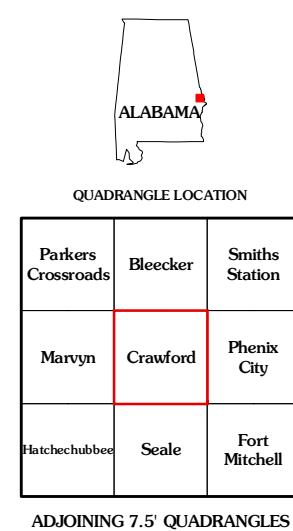 ALABAMA
QUADRANGLE LOCATION
Parkers
Crossroads
Bleecker
Smiths
Station
Marvyn
Crawford
Phenix
City
Hatchechubbee
Seale
Fort
Mitchell
ADJOINING 7.5' QUADRANGLES